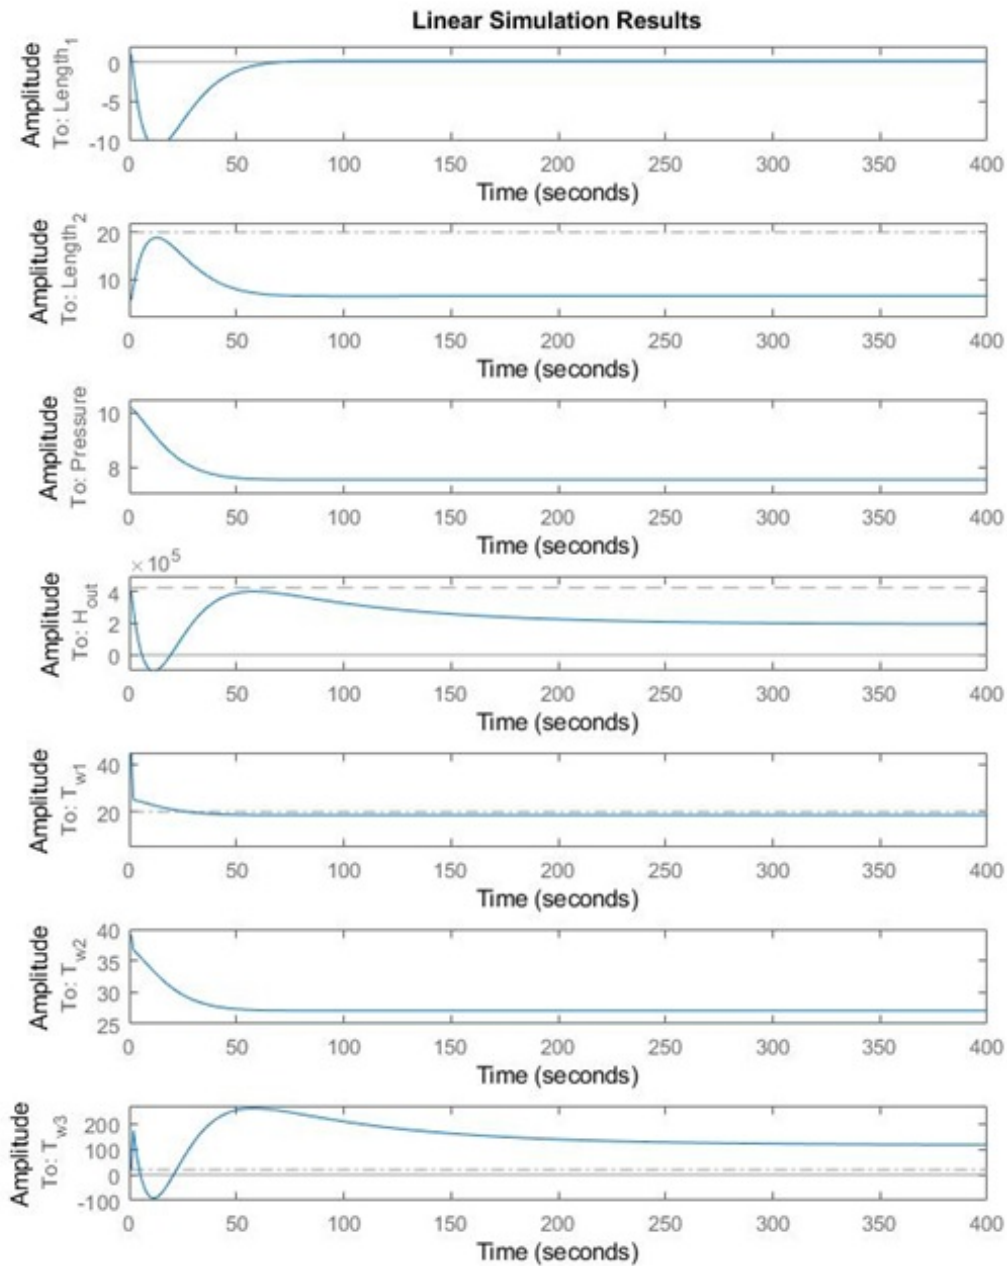 Linear Simulation Results
Amplitude
To: Length₁
0
-5
-10
0 50 100 150 200 250 300 350 400
Time (seconds)
Amplitude
To: Length₂
20
10
0 50 100 150 200 250 300 350 400
Time (seconds)
Amplitude
To: Pressure
10
8
0 50 100 150 200 250 300 350 400
Time (seconds)
×10⁵
Amplitude
To: H_out
4
2
0
0 50 100 150 200 250 300 350 400
Time (seconds)
Amplitude
To: T_w1
40
20
0 50 100 150 200 250 300 350 400
Time (seconds)
Amplitude
To: T_w2
40
35
30
25
0 50 100 150 200 250 300 350 400
Time (seconds)
Amplitude
To: T_w3
200
100
0
-100
0 50 100 150 200 250 300 350 400
Time (seconds)